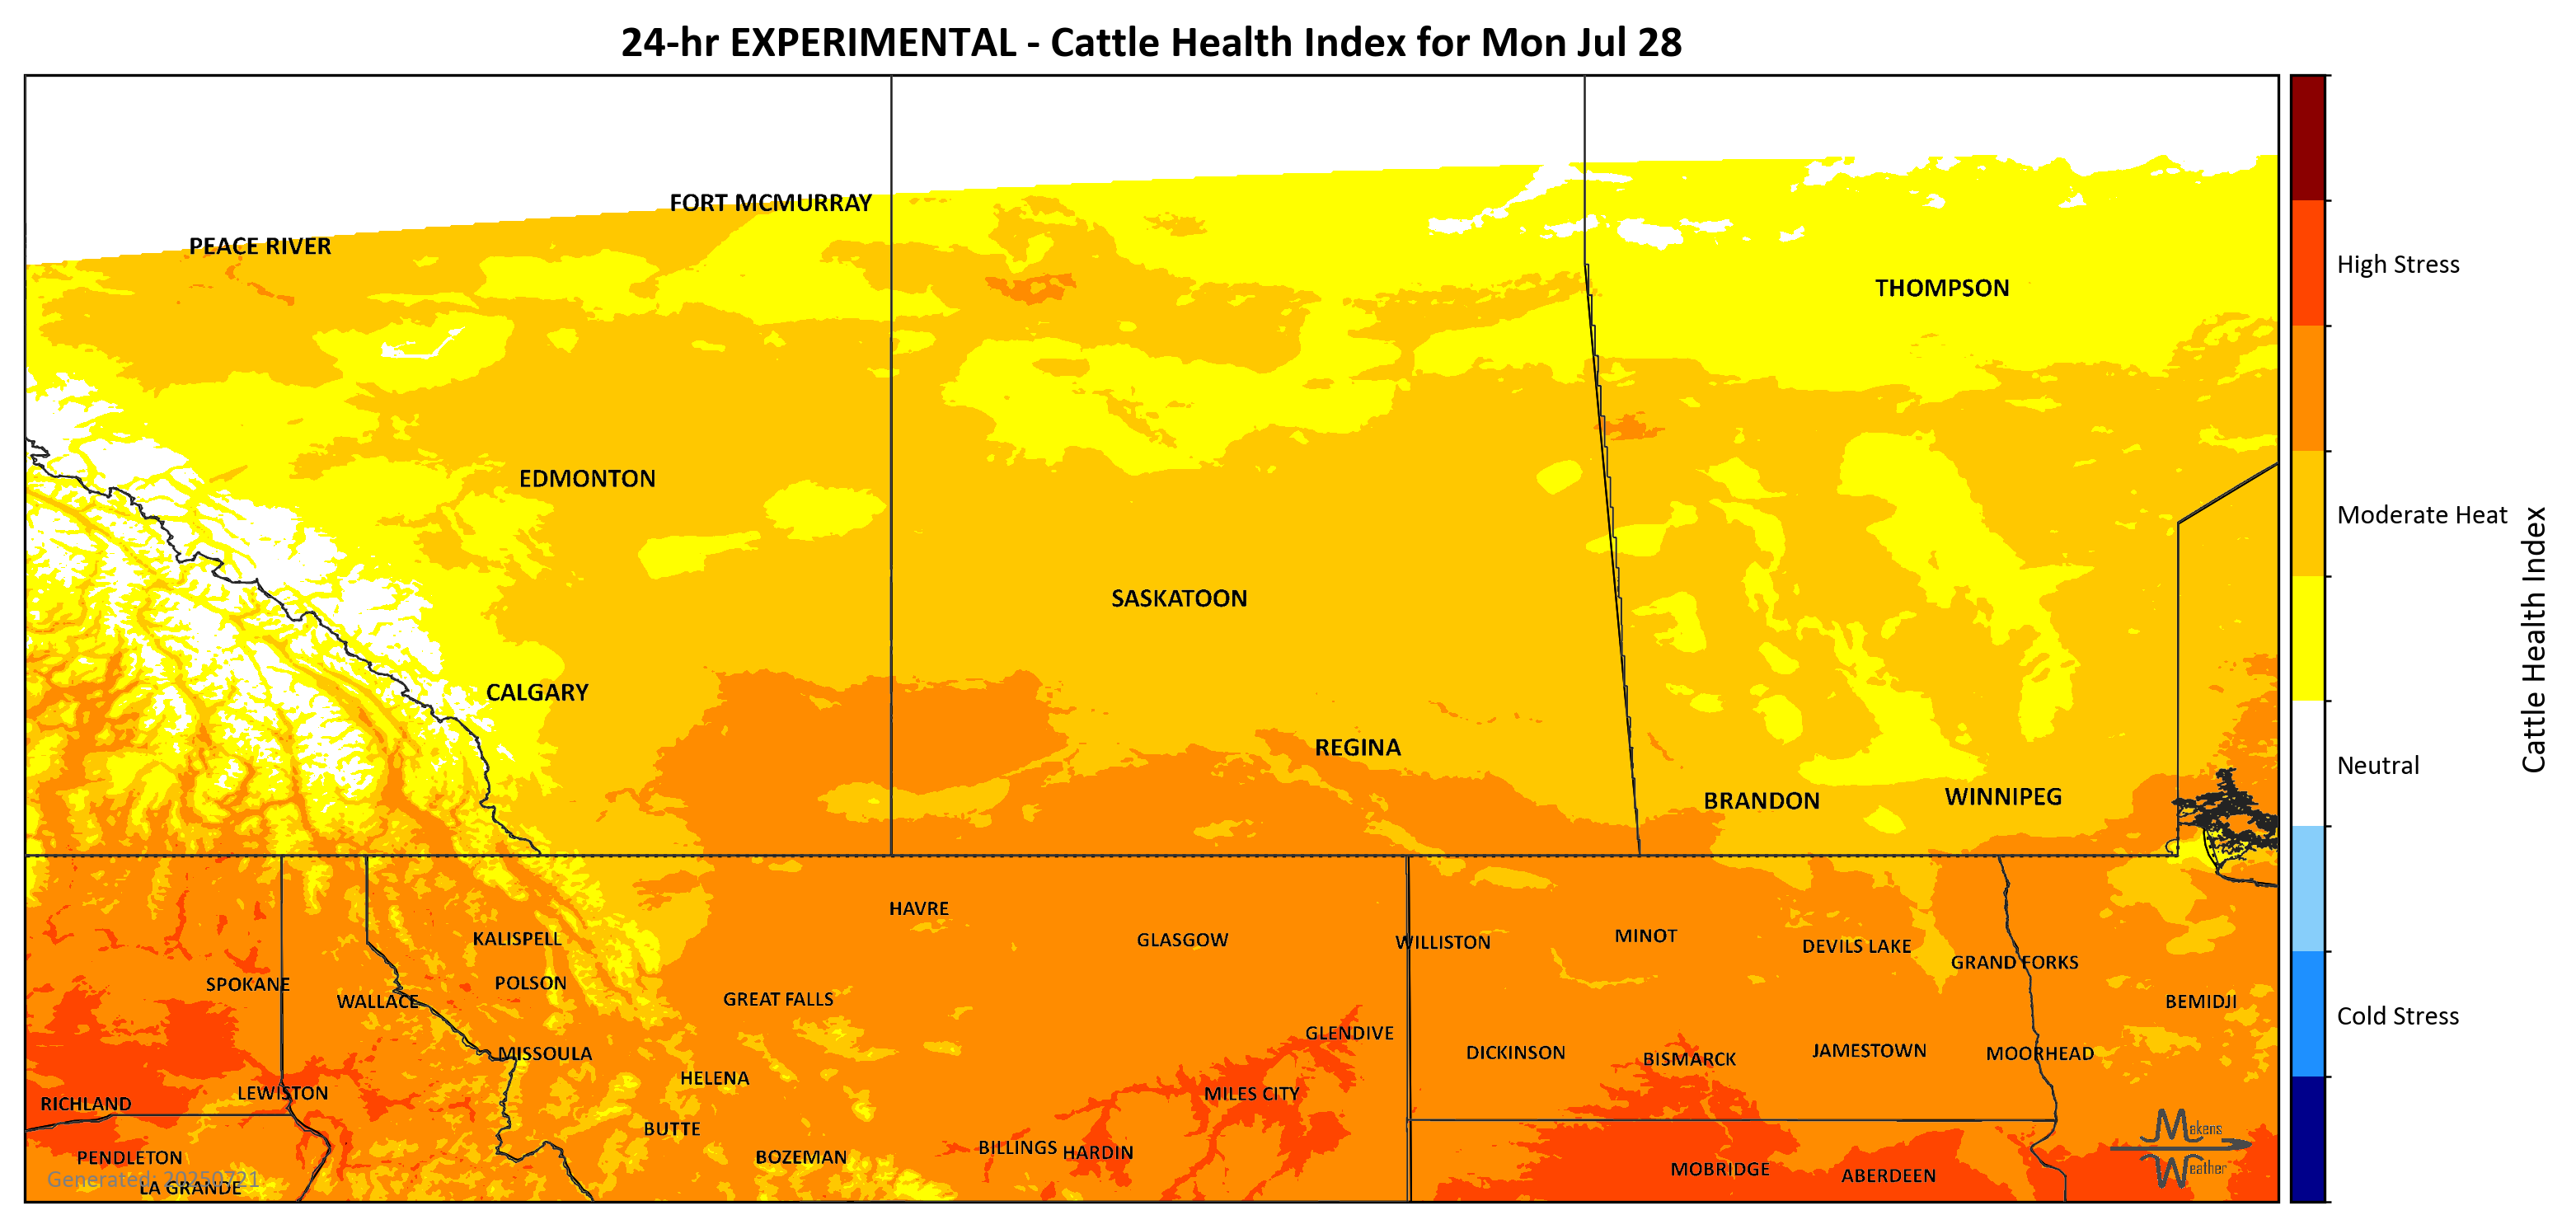 24-hr EXPERIMENTAL - Cattle Health Index for Mon Jul 28
FORT MCMURRAY
PEACE RIVER
THOMPSON
EDMONTON
SASKATOON
CALGARY
REGINA
BRANDON
WINNIPEG
HAVRE
KALISPELL
GLASGOW
WILLISTON
MINOT
DEVILS LAKE
GRAND FORKS
SPOKANE
POLSON
WALLACE
GREAT FALLS
BEMIDJI
GLENDIVE
MISSOULA
DICKINSON
BISMARCK
JAMESTOWN
MOORHEAD
HELENA
LEWISTON
MILES CITY
RICHLAND
BUTTE
BILLINGS
HARDIN
PENDLETON
BOZEMAN
MOBRIDGE
ABERDEEN
LA GRANDE
Generated: 20250721
Makens
Weather
High Stress
Moderate Heat
Neutral
Cold Stress
Cattle Health Index